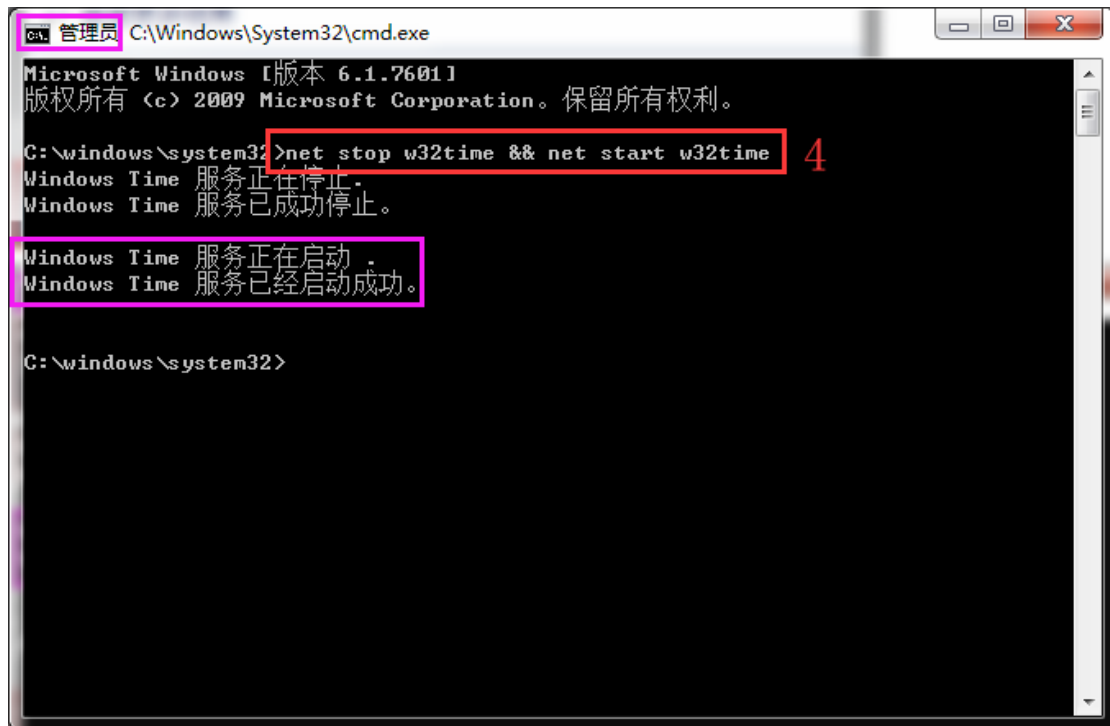 管理员 C:\Windows\System32\cmd.exe
Microsoft Windows [版本 6.1.7601]
版权所有 (c) 2009 Microsoft Corporation。保留所有权利。
C:\windows\system32>net stop w32time && net start w32time
4
Windows Time 服务正在停止.
Windows Time 服务已成功停止。
Windows Time 服务正在启动 .
Windows Time 服务已经启动成功。
C:\windows\system32>